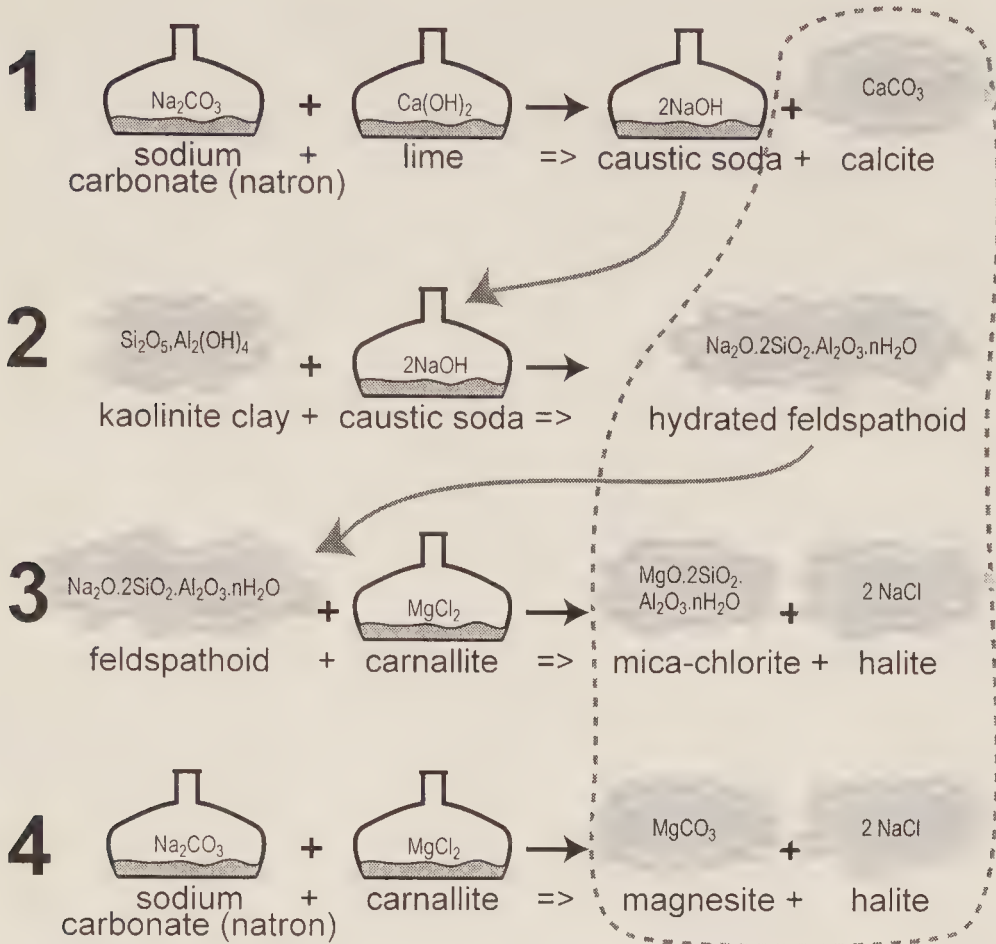 1
Na₂CO₃ + Ca(OH)₂ 2NaOH + CaCO₃
sodium + lime => caustic soda + calcite
carbonate (natron)
2
Si₂O₅,Al₂(OH)₄ + 2NaOH Na₂O.2SiO₂.Al₂O₃.nH₂O
kaolinite clay + caustic soda => hydrated feldspathoid
3
Na₂O.2SiO₂.Al₂O₃.nH₂O + MgCl₂ MgO.2SiO₂. + 2 NaCl
Al₂O₃.nH₂O
feldspathoid + carnallite => mica-chlorite + halite
4
Na₂CO₃ + MgCl₂ MgCO₃ + 2 NaCl
sodium + carnallite => magnesite + halite
carbonate (natron)